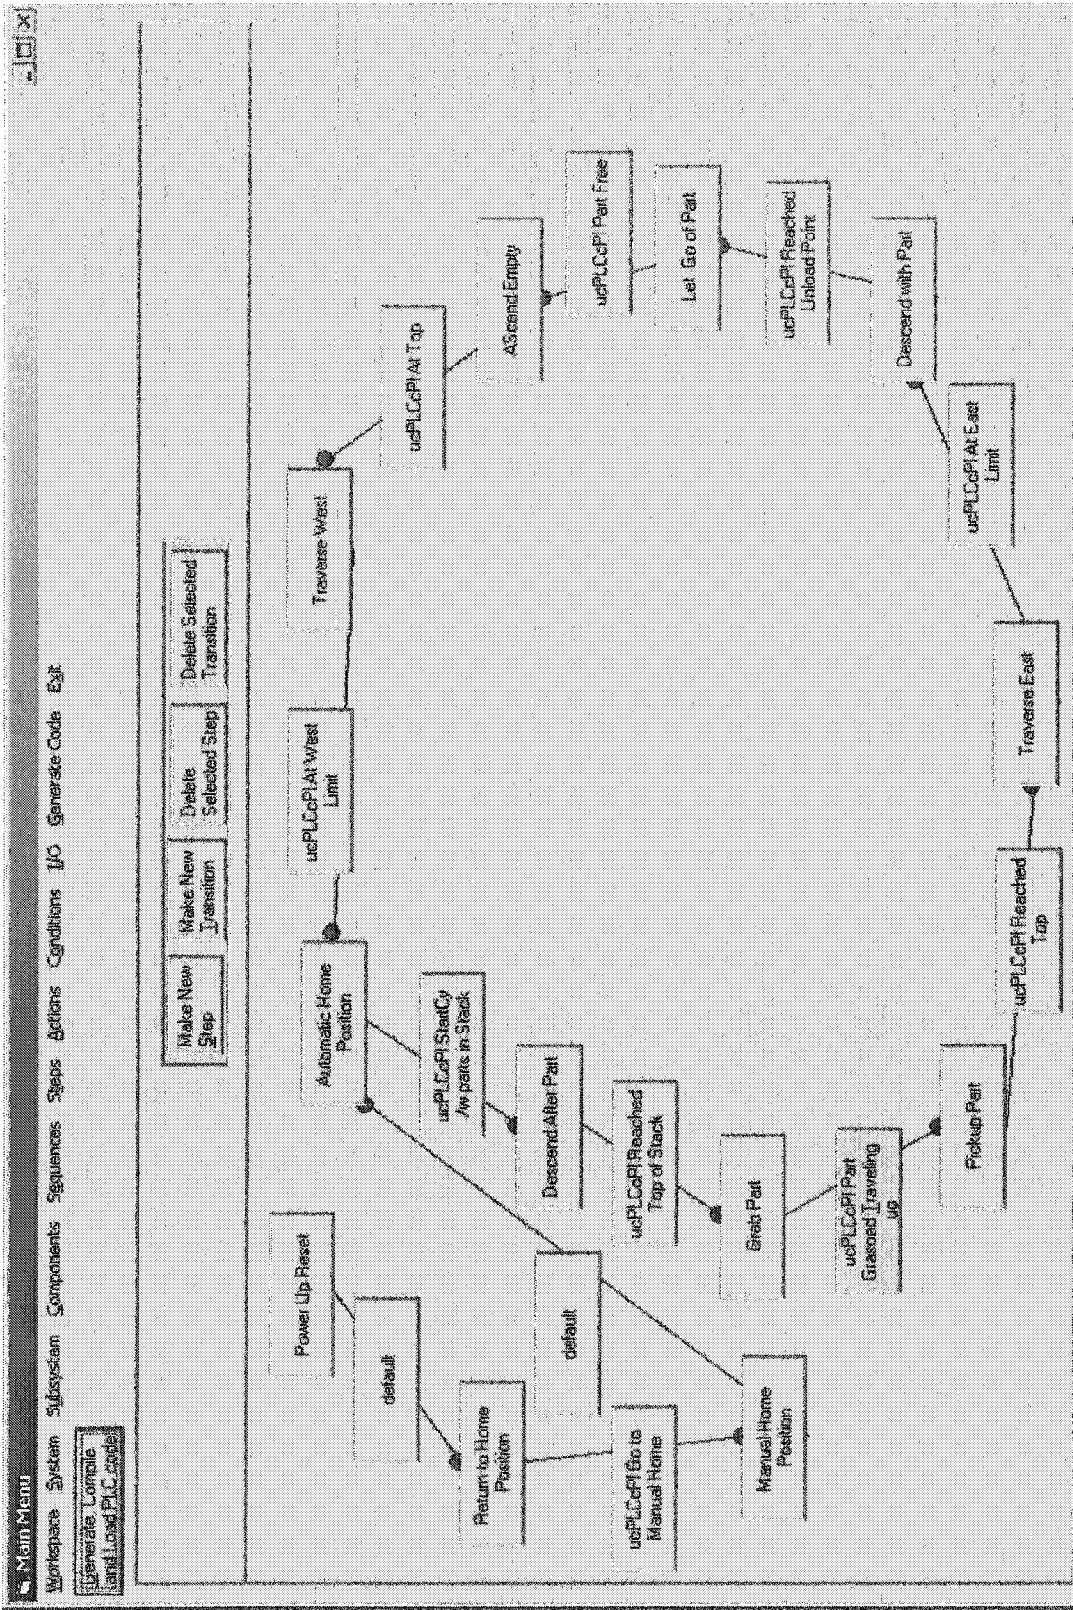 Main Menu
Workspace System Subsystem Components Sequences Steps Actions Conditions I/O Generate Code Exit
Generate, Compile
and Load PLC code
Make New
Step
Make New
Transition
Delete
Selected Step
Delete Selected
Transition
Power Up Reset
default
Return to Home
Position
ucPLCcPl Go to
Manual Home
Manual Home
Position
default
Automatic Home
Position
ucPLCcPl StartCy
/w parts in Stack
Descend After Part
ucPLCcPl Reached
Top of Stack
Grab Part
ucPLCcPl Part
Grasped Traveling
up
Pickup Part
ucPLCcPl Reached
Top
Traverse East
ucPLCcPl At East
Limit
Descend with Part
ucPLCcPl Reached
Unload Point
Let Go of Part
ucPLCcPl Part Free
AScend Empty
ucPLCcPl At Top
Traverse West
ucPLCcPl At West
Limit